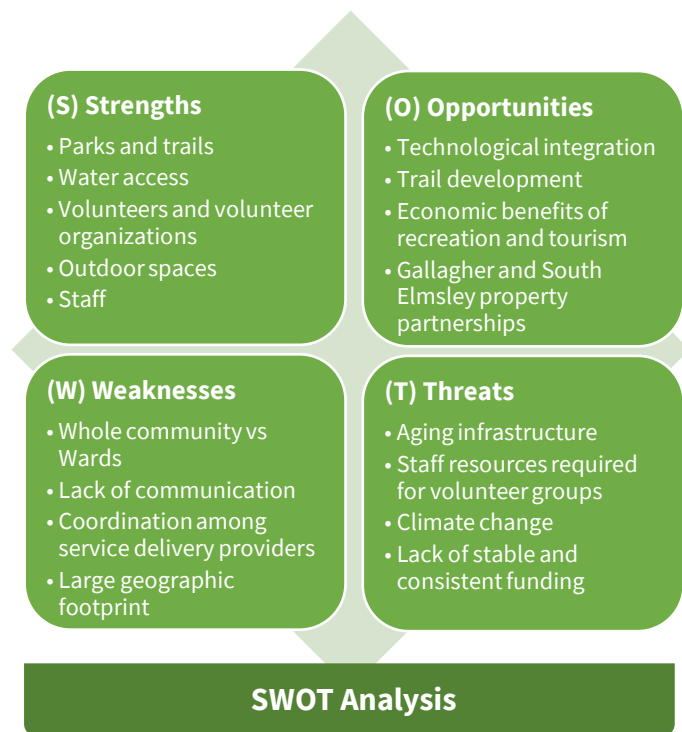 (S) Strengths
• Parks and trails
• Water access
• Volunteers and volunteer
organizations
• Outdoor spaces
• Staff
(O) Opportunities
• Technological integration
• Trail development
• Economic benefits of
recreation and tourism
• Gallagher and South
Elmsley property
partnerships
(W) Weaknesses
• Whole community vs
Wards
• Lack of communication
• Coordination among
service delivery providers
• Large geographic
footprint
(T) Threats
• Aging infrastructure
• Staff resources required
for volunteer groups
• Climate change
• Lack of stable and
consistent funding
SWOT Analysis